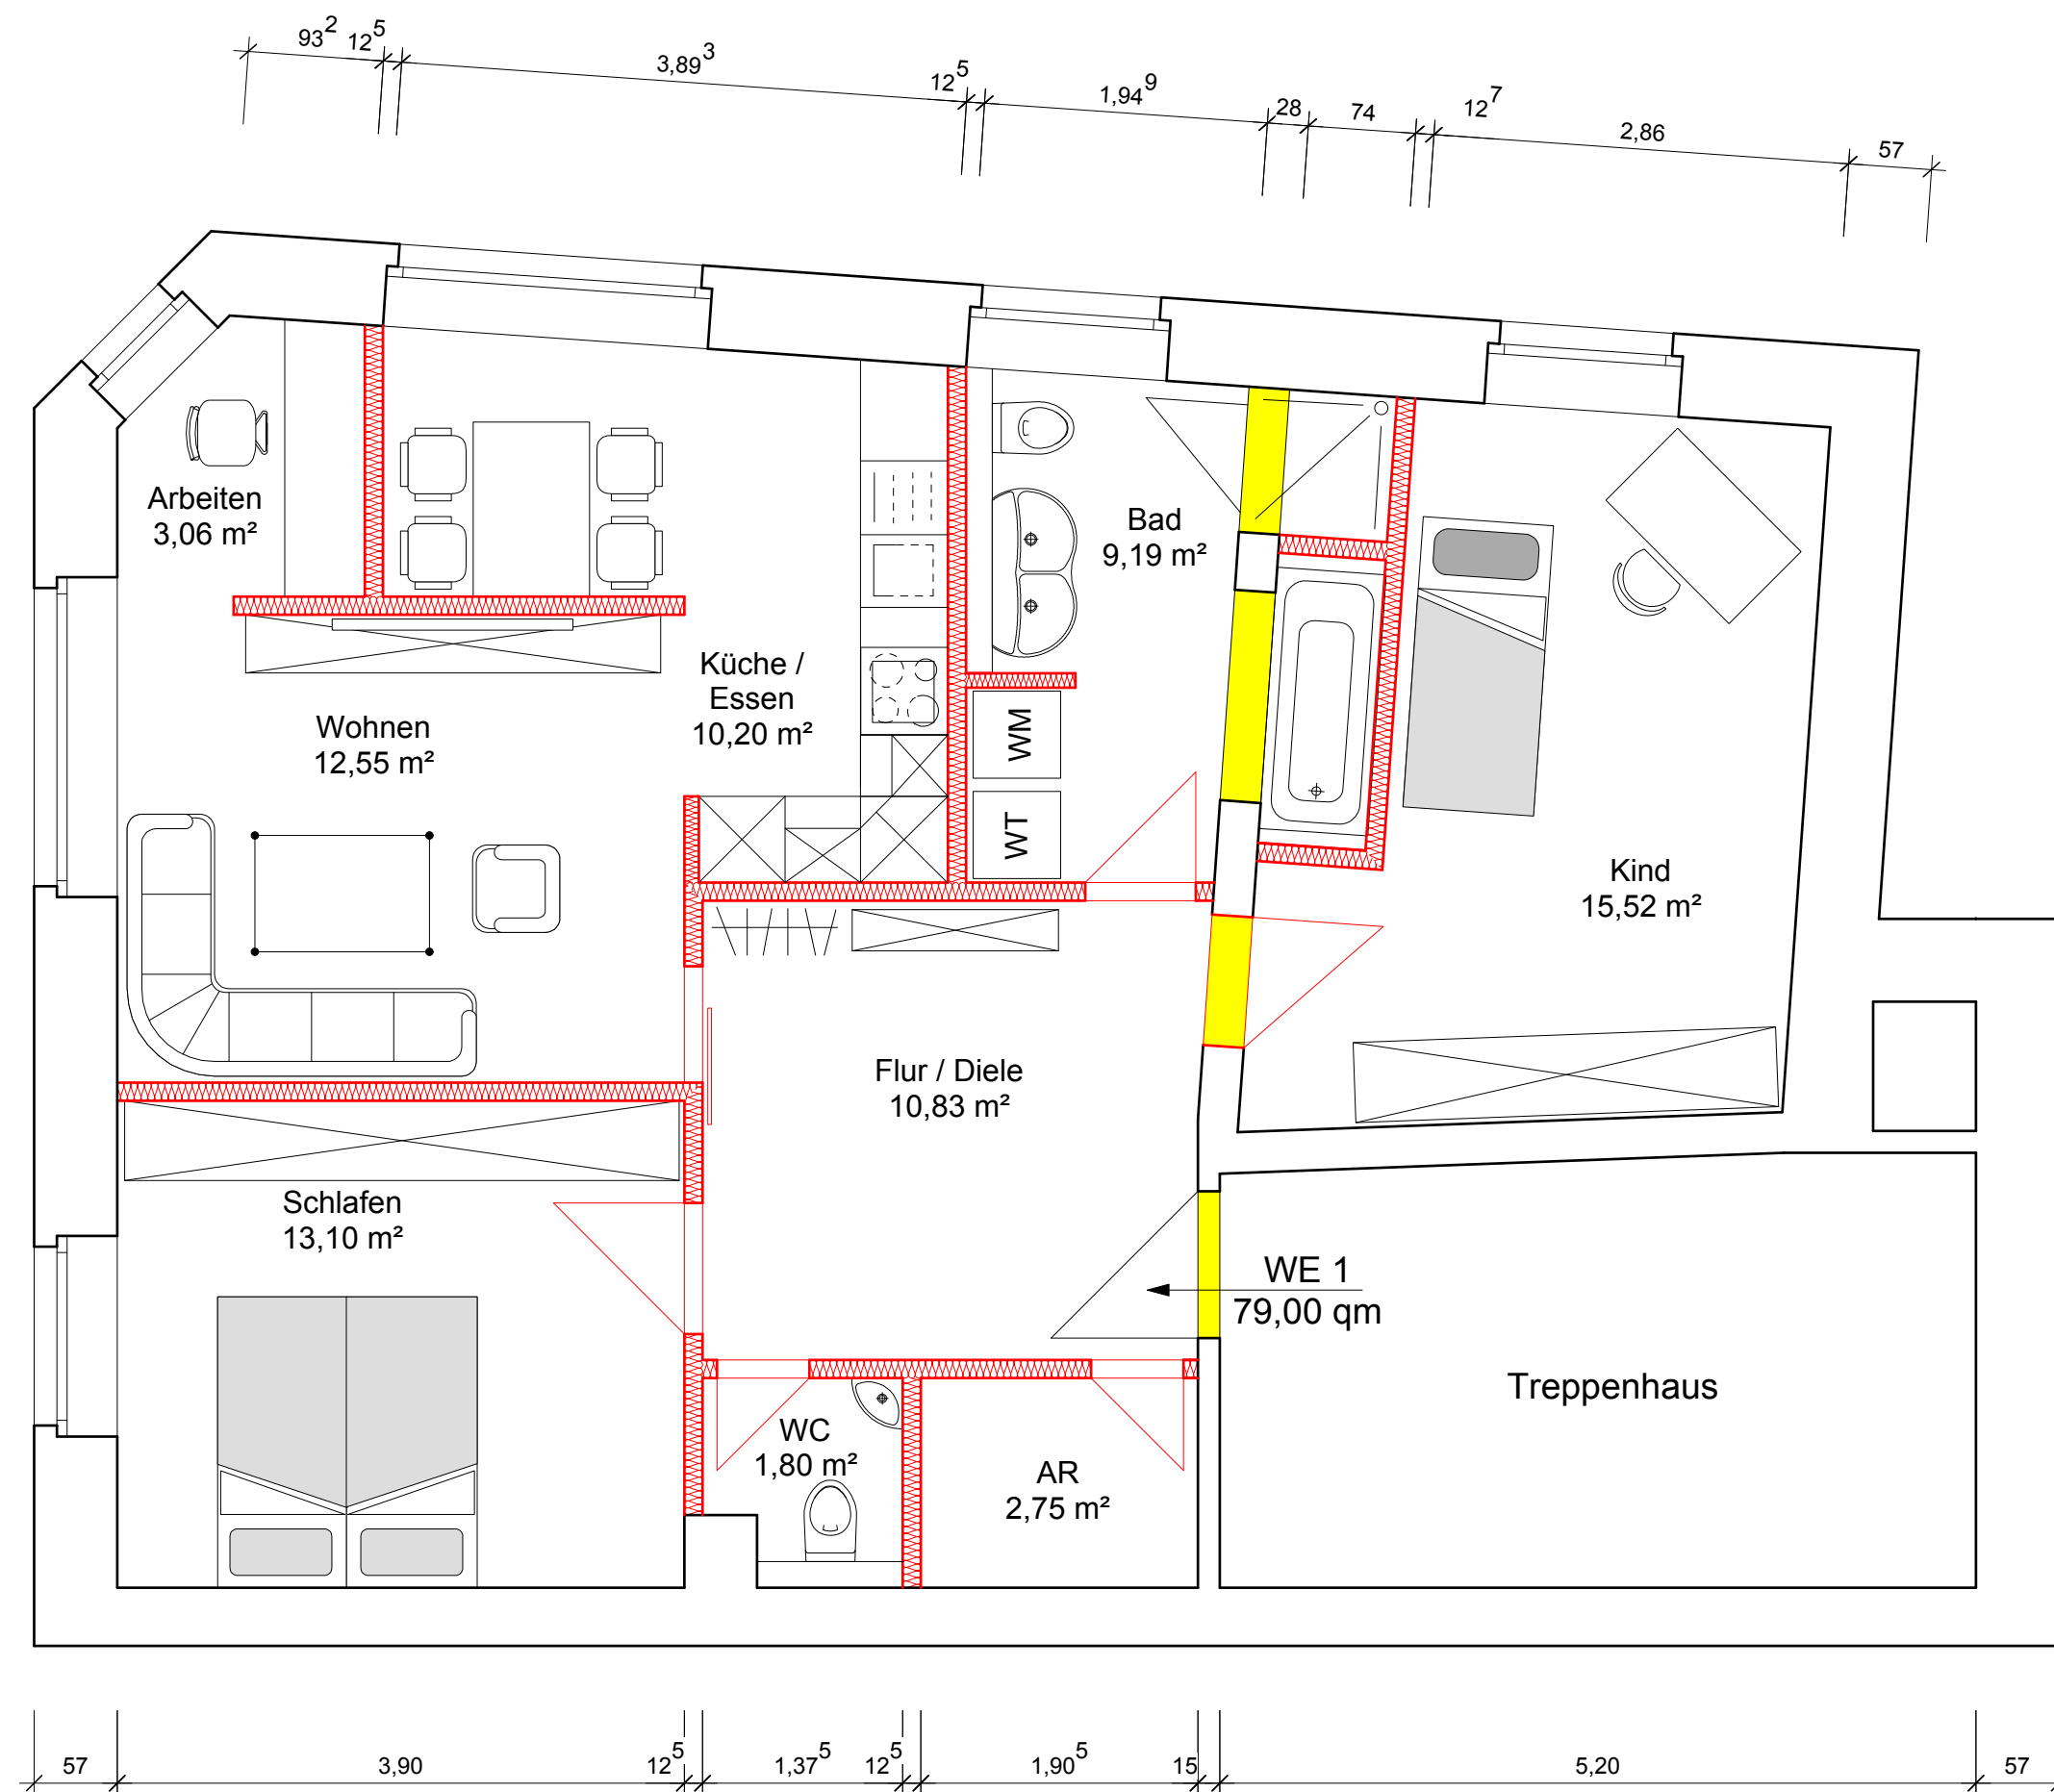 93²
12⁵
3,89³
12⁵
1,94⁹
28
74
12⁷
2,86
57
Arbeiten
3,06 m²
Bad
9,19 m²
Küche /
Essen
10,20 m²
Wohnen
12,55 m²
WM
WT
Kind
15,52 m²
Flur / Diele
10,83 m²
Schlafen
13,10 m²
WE 1
79,00 qm
Treppenhaus
WC
1,80 m²
AR
2,75 m²
57
3,90
12⁵
1,37⁵
12⁵
1,90⁵
15
5,20
57